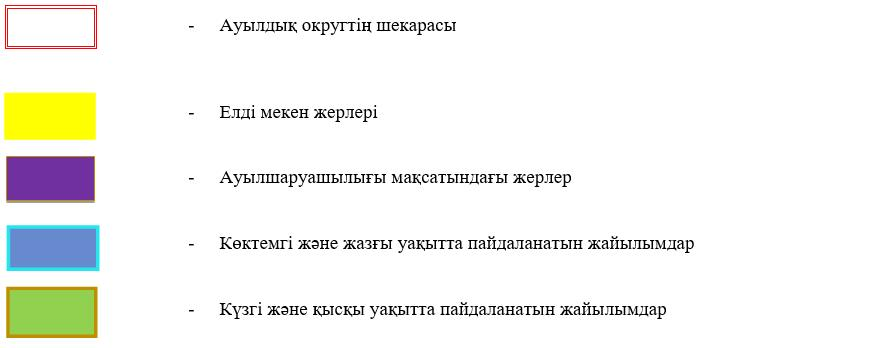 - Ауылдық округтің шекарасы
- Елді мекен жерлері
- Ауылшаруашылығы мақсатындағы жерлер
- Көктемгі және жазғы уақытта пайдаланатын жайылымдар
- Күзгі және қысқы уақытта пайдаланатын жайылымдар